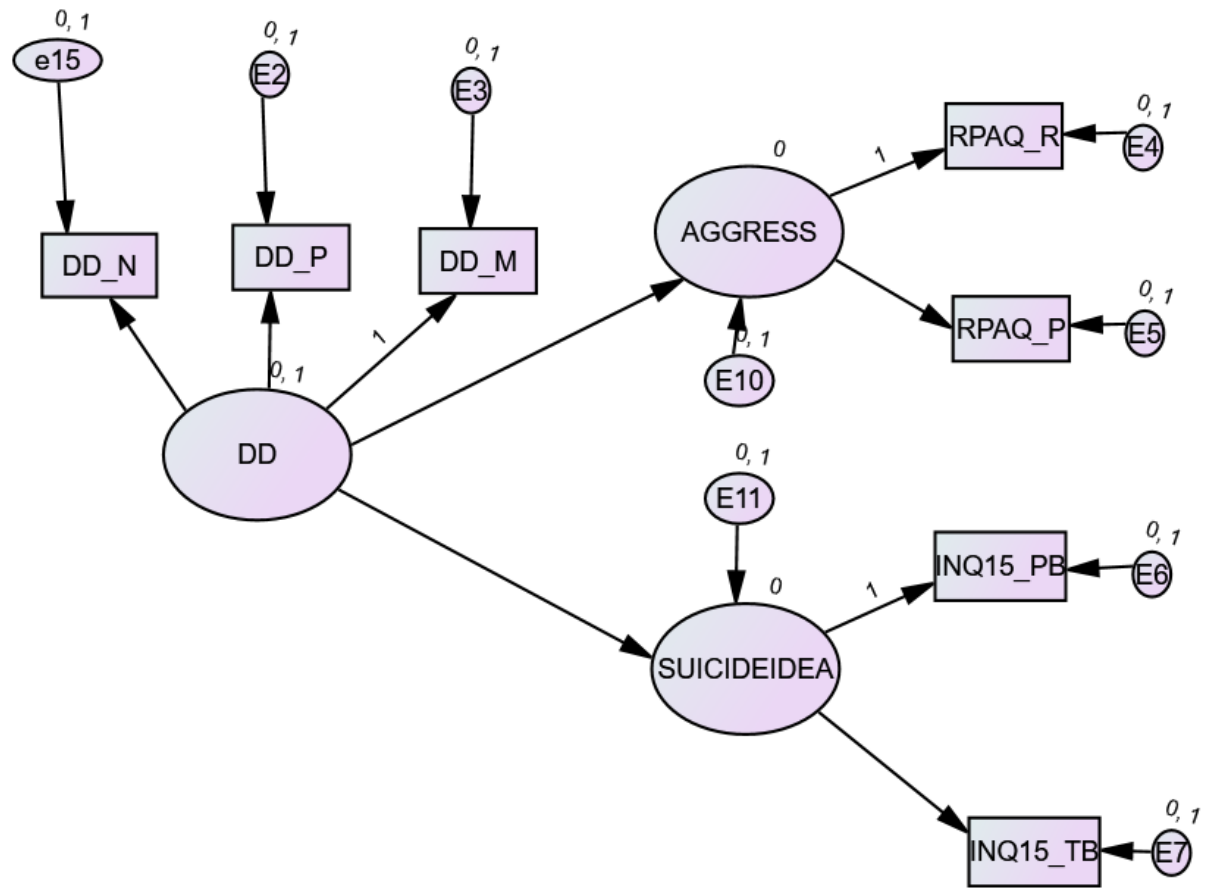 0, 1
e15
0, 1
E2
0, 1
E3
DD_N
DD_P
DD_M
0, 1
1
DD
0
AGGRESS
1
RPAQ_R
0, 1
E4
RPAQ_P
0, 1
E5
0, 1
E10
0, 1
E11
0
SUICIDEIDEA
1
INQ15_PB
0, 1
E6
INQ15_TB
0, 1
E7